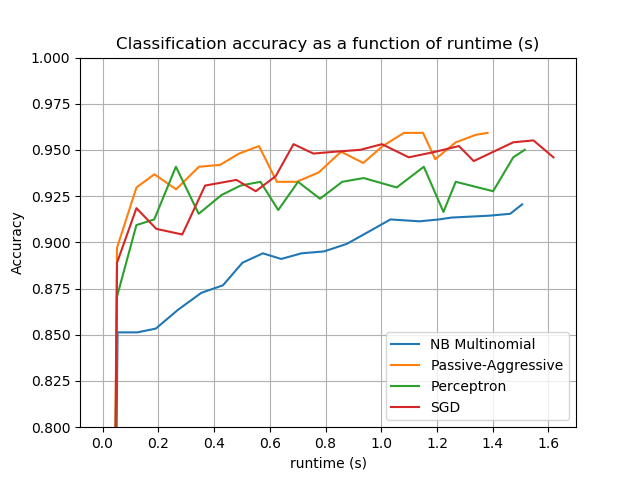 Classification accuracy as a function of runtime (s)
1.000
0.975
0.950
0.925
0.900
0.875
0.850
0.825
0.800
Accuracy
NB Multinomial
Passive-Aggressive
Perceptron
SGD
0.0 0.2 0.4 0.6 0.8 1.0 1.2 1.4 1.6
runtime (s)